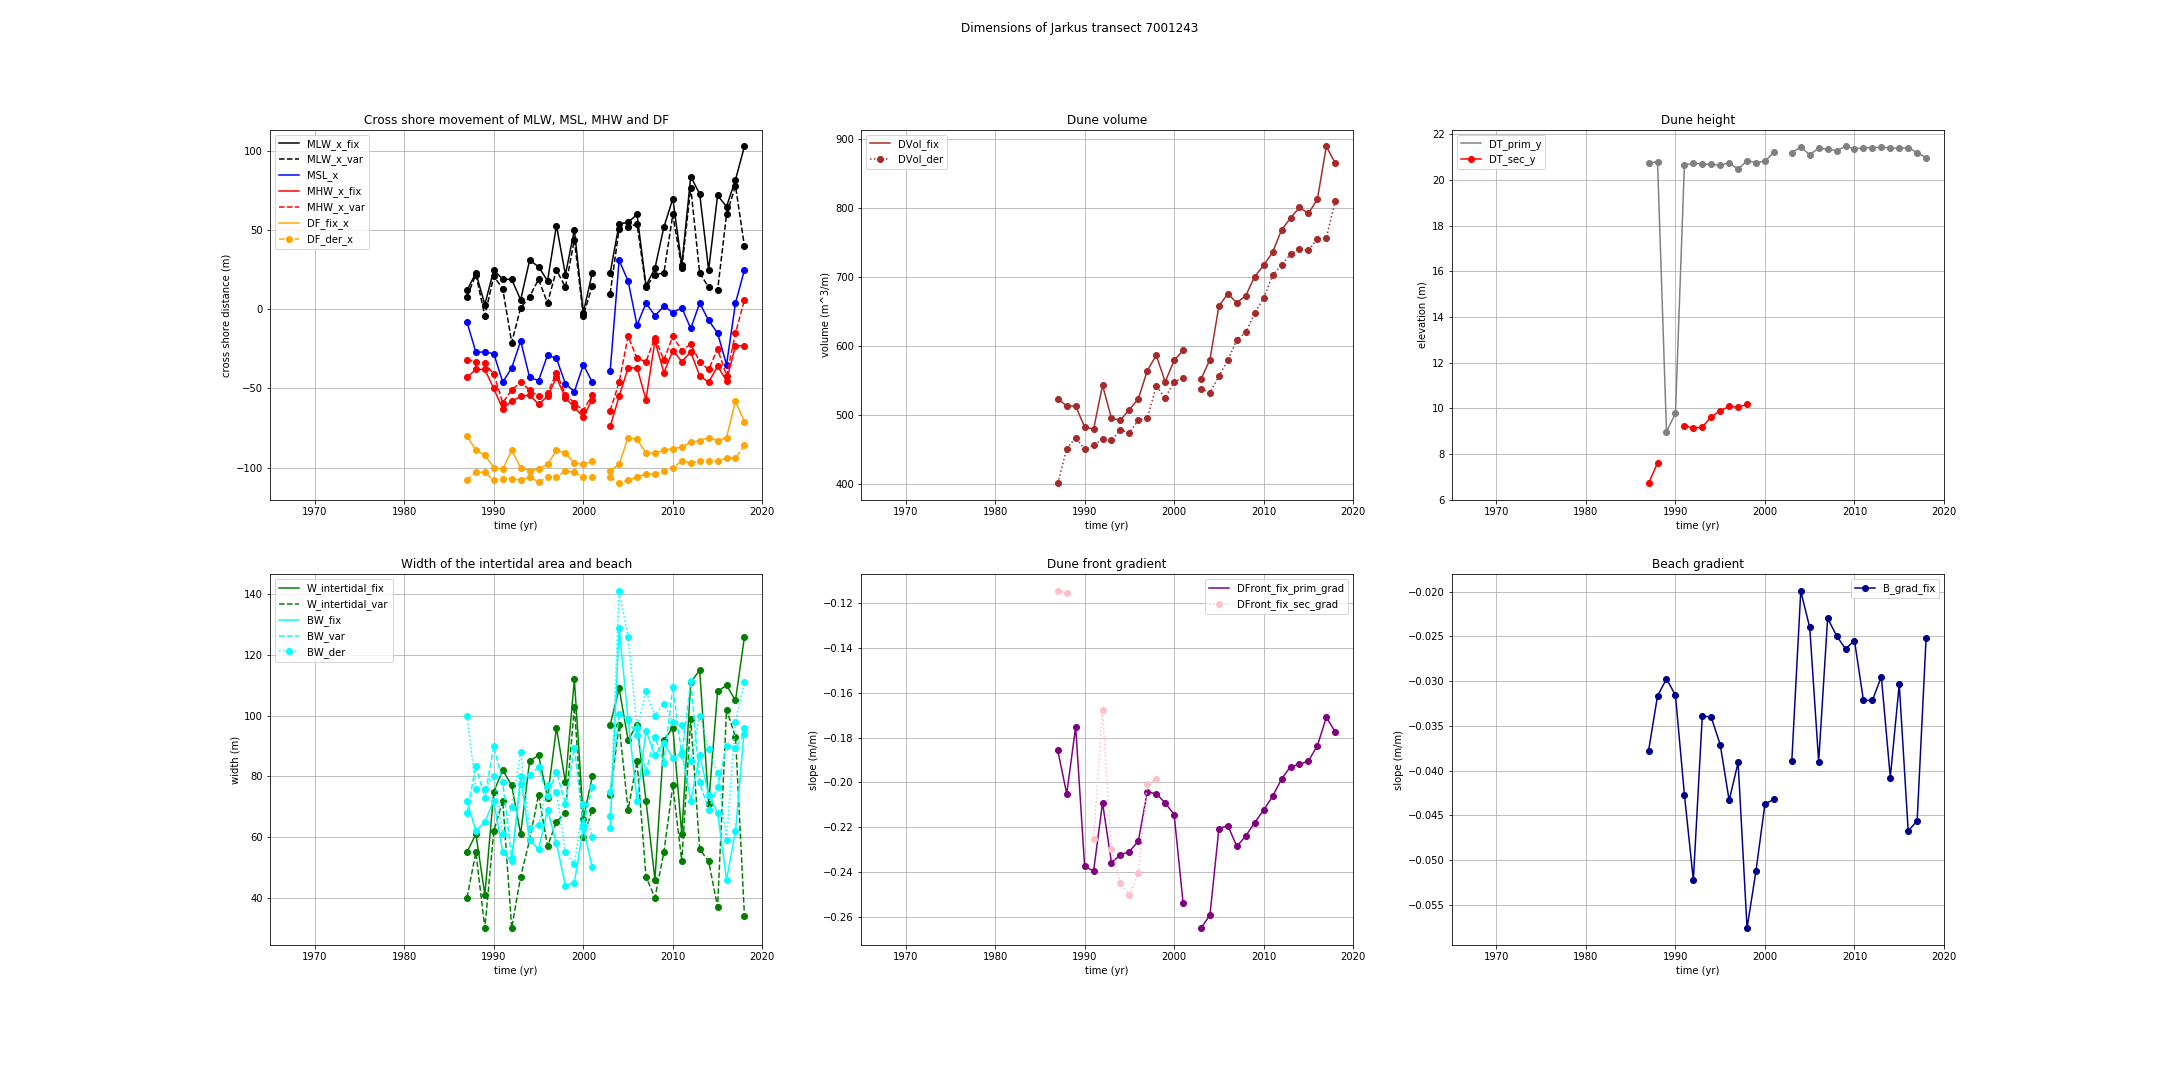 Dimensions of Jarkus transect 7001243
Cross shore movement of MLW, MSL, MHW and DF
MLW_x_fix
MLW_x_var
MSL_x
MHW_x_fix
MHW_x_var
DF_fix_x
DF_der_x
cross shore distance (m)
100
50
0
−50
−100
1970 1980 1990 2000 2010 2020
time (yr)
Dune volume
DVol_fix
DVol_der
volume (m^3/m)
900
800
700
600
500
400
1970 1980 1990 2000 2010 2020
time (yr)
Dune height
DT_prim_y
DT_sec_y
elevation (m)
22
20
18
16
14
12
10
8
6
1970 1980 1990 2000 2010 2020
time (yr)
Width of the intertidal area and beach
W_intertidal_fix
W_intertidal_var
BW_fix
BW_var
BW_der
width (m)
140
120
100
80
60
40
1970 1980 1990 2000 2010 2020
time (yr)
Dune front gradient
DFront_fix_prim_grad
DFront_fix_sec_grad
slope (m/m)
−0.12
−0.14
−0.16
−0.18
−0.20
−0.22
−0.24
−0.26
1970 1980 1990 2000 2010 2020
time (yr)
Beach gradient
B_grad_fix
slope (m/m)
−0.020
−0.025
−0.030
−0.035
−0.040
−0.045
−0.050
−0.055
1970 1980 1990 2000 2010 2020
time (yr)